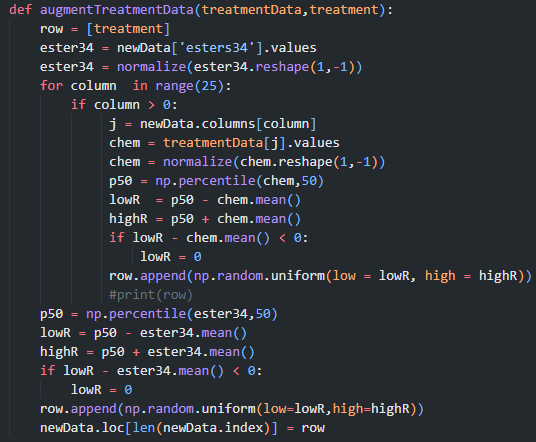 def augmentTreatmentData(treatmentData,treatment):
    row = [treatment]
    ester34 = newData['esters34'].values
    ester34 = normalize(ester34.reshape(1,-1))
    for column  in range(25):
        if column > 0:
            j = newData.columns[column]
            chem = treatmentData[j].values
            chem = normalize(chem.reshape(1,-1))
            p50 = np.percentile(chem,50)
            lowR  = p50 - chem.mean()
            highR = p50 + chem.mean()
            if lowR - chem.mean() < 0:
                lowR = 0
            row.append(np.random.uniform(low = lowR, high = highR))
            #print(row)
    p50 = np.percentile(ester34,50)
    lowR = p50 - ester34.mean()
    highR = p50 + ester34.mean()
    if lowR - ester34.mean() < 0:
        lowR = 0
    row.append(np.random.uniform(low=lowR,high=highR))
    newData.loc[len(newData.index)] = row